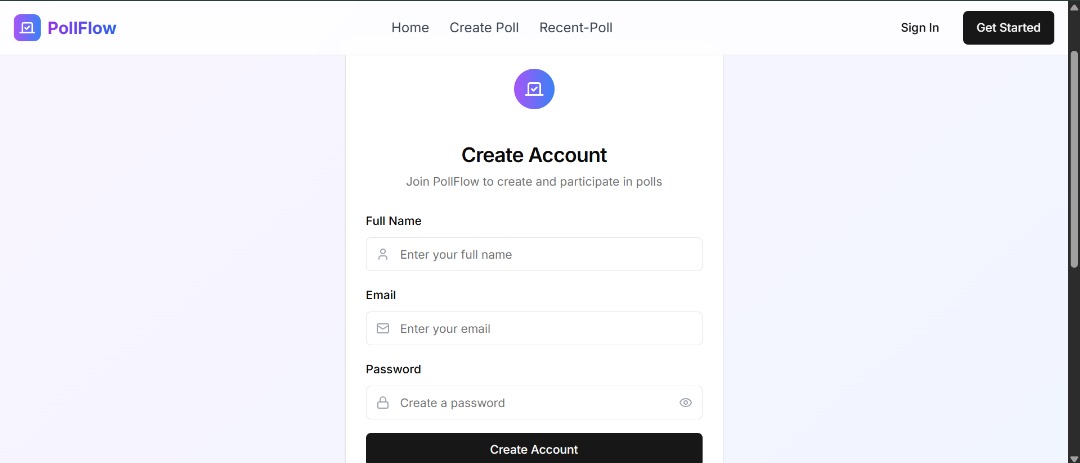 PollFlow
Home Create Poll Recent-Poll
Sign In Get Started
Create Account
Join PollFlow to create and participate in polls
Full Name
Enter your full name
Email
Enter your email
Password
Create a password
Create Account